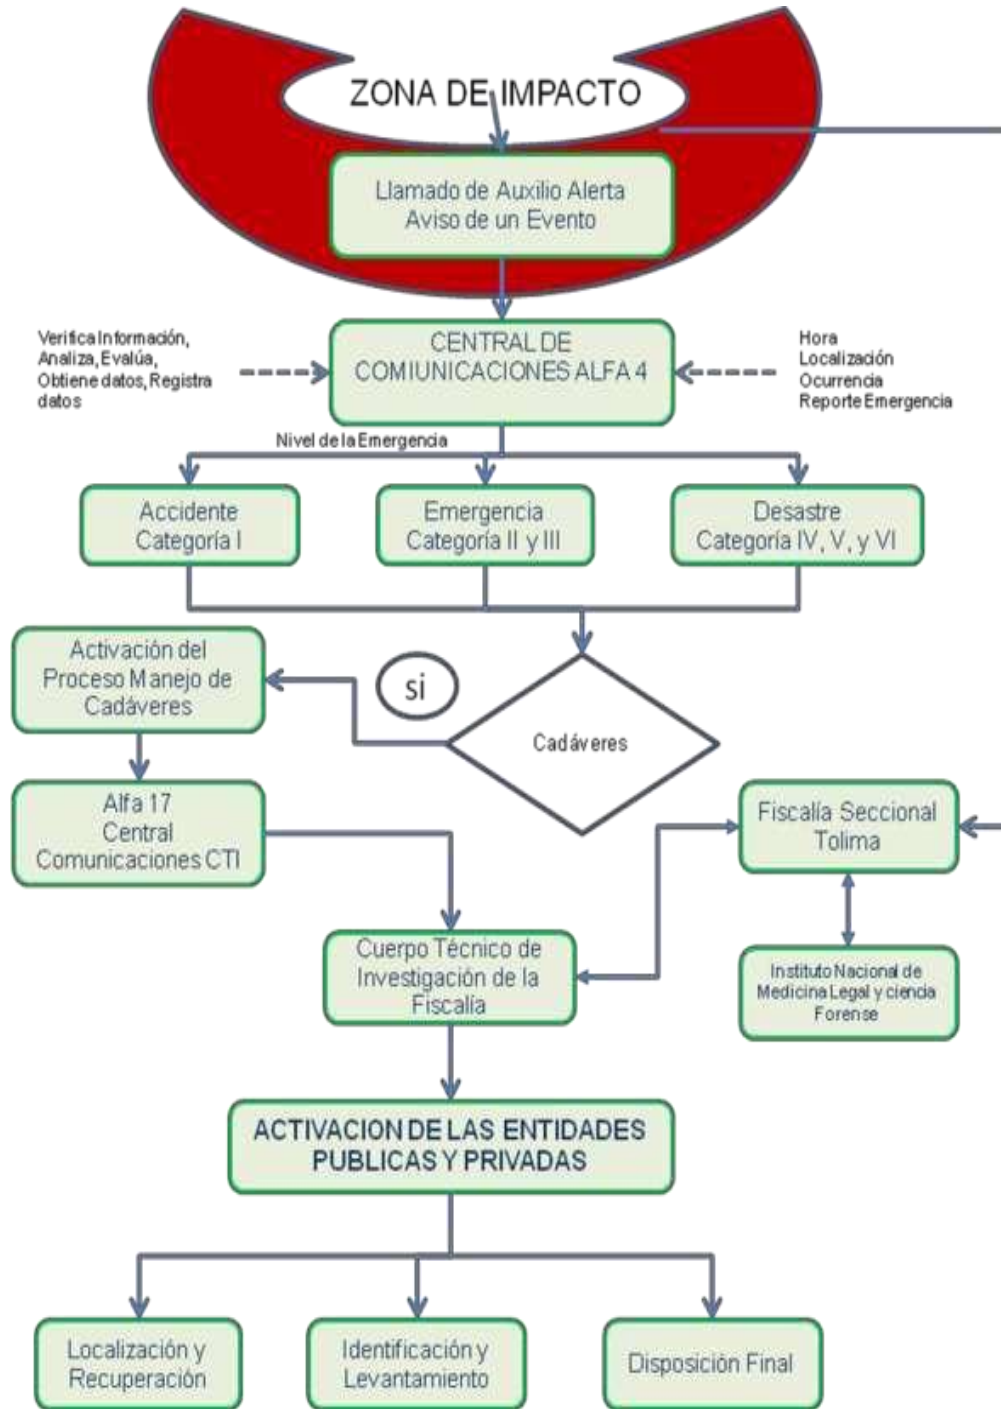 ZONA DE IMPACTO
Llamado de Auxilio Alerta
Aviso de un Evento
Verifica Información,
Analiza, Evalúa,
Obtiene datos, Registra
datos
CENTRAL DE
COMIUNICACIONES ALFA 4
Hora
Localización
Ocurrencia
Reporte Emergencia
Nivel de la Emergencia
Accidente
Categoría I
Emergencia
Categoría II y III
Desastre
Categoría IV, V, y VI
Activación del
Proceso Manejo de
Cadáveres
si
Cadáveres
Alfa 17
Central
Comunicaciones CTI
Fiscalía Seccional
Tolima
Cuerpo Técnico de
Investigación de la
Fiscalía
Instituto Nacional de
Medicina Legal y ciencia
Forense
ACTIVACION DE LAS ENTIDADES
PUBLICAS Y PRIVADAS
Localización y
Recuperación
Identificación y
Levantamiento
Disposición Final